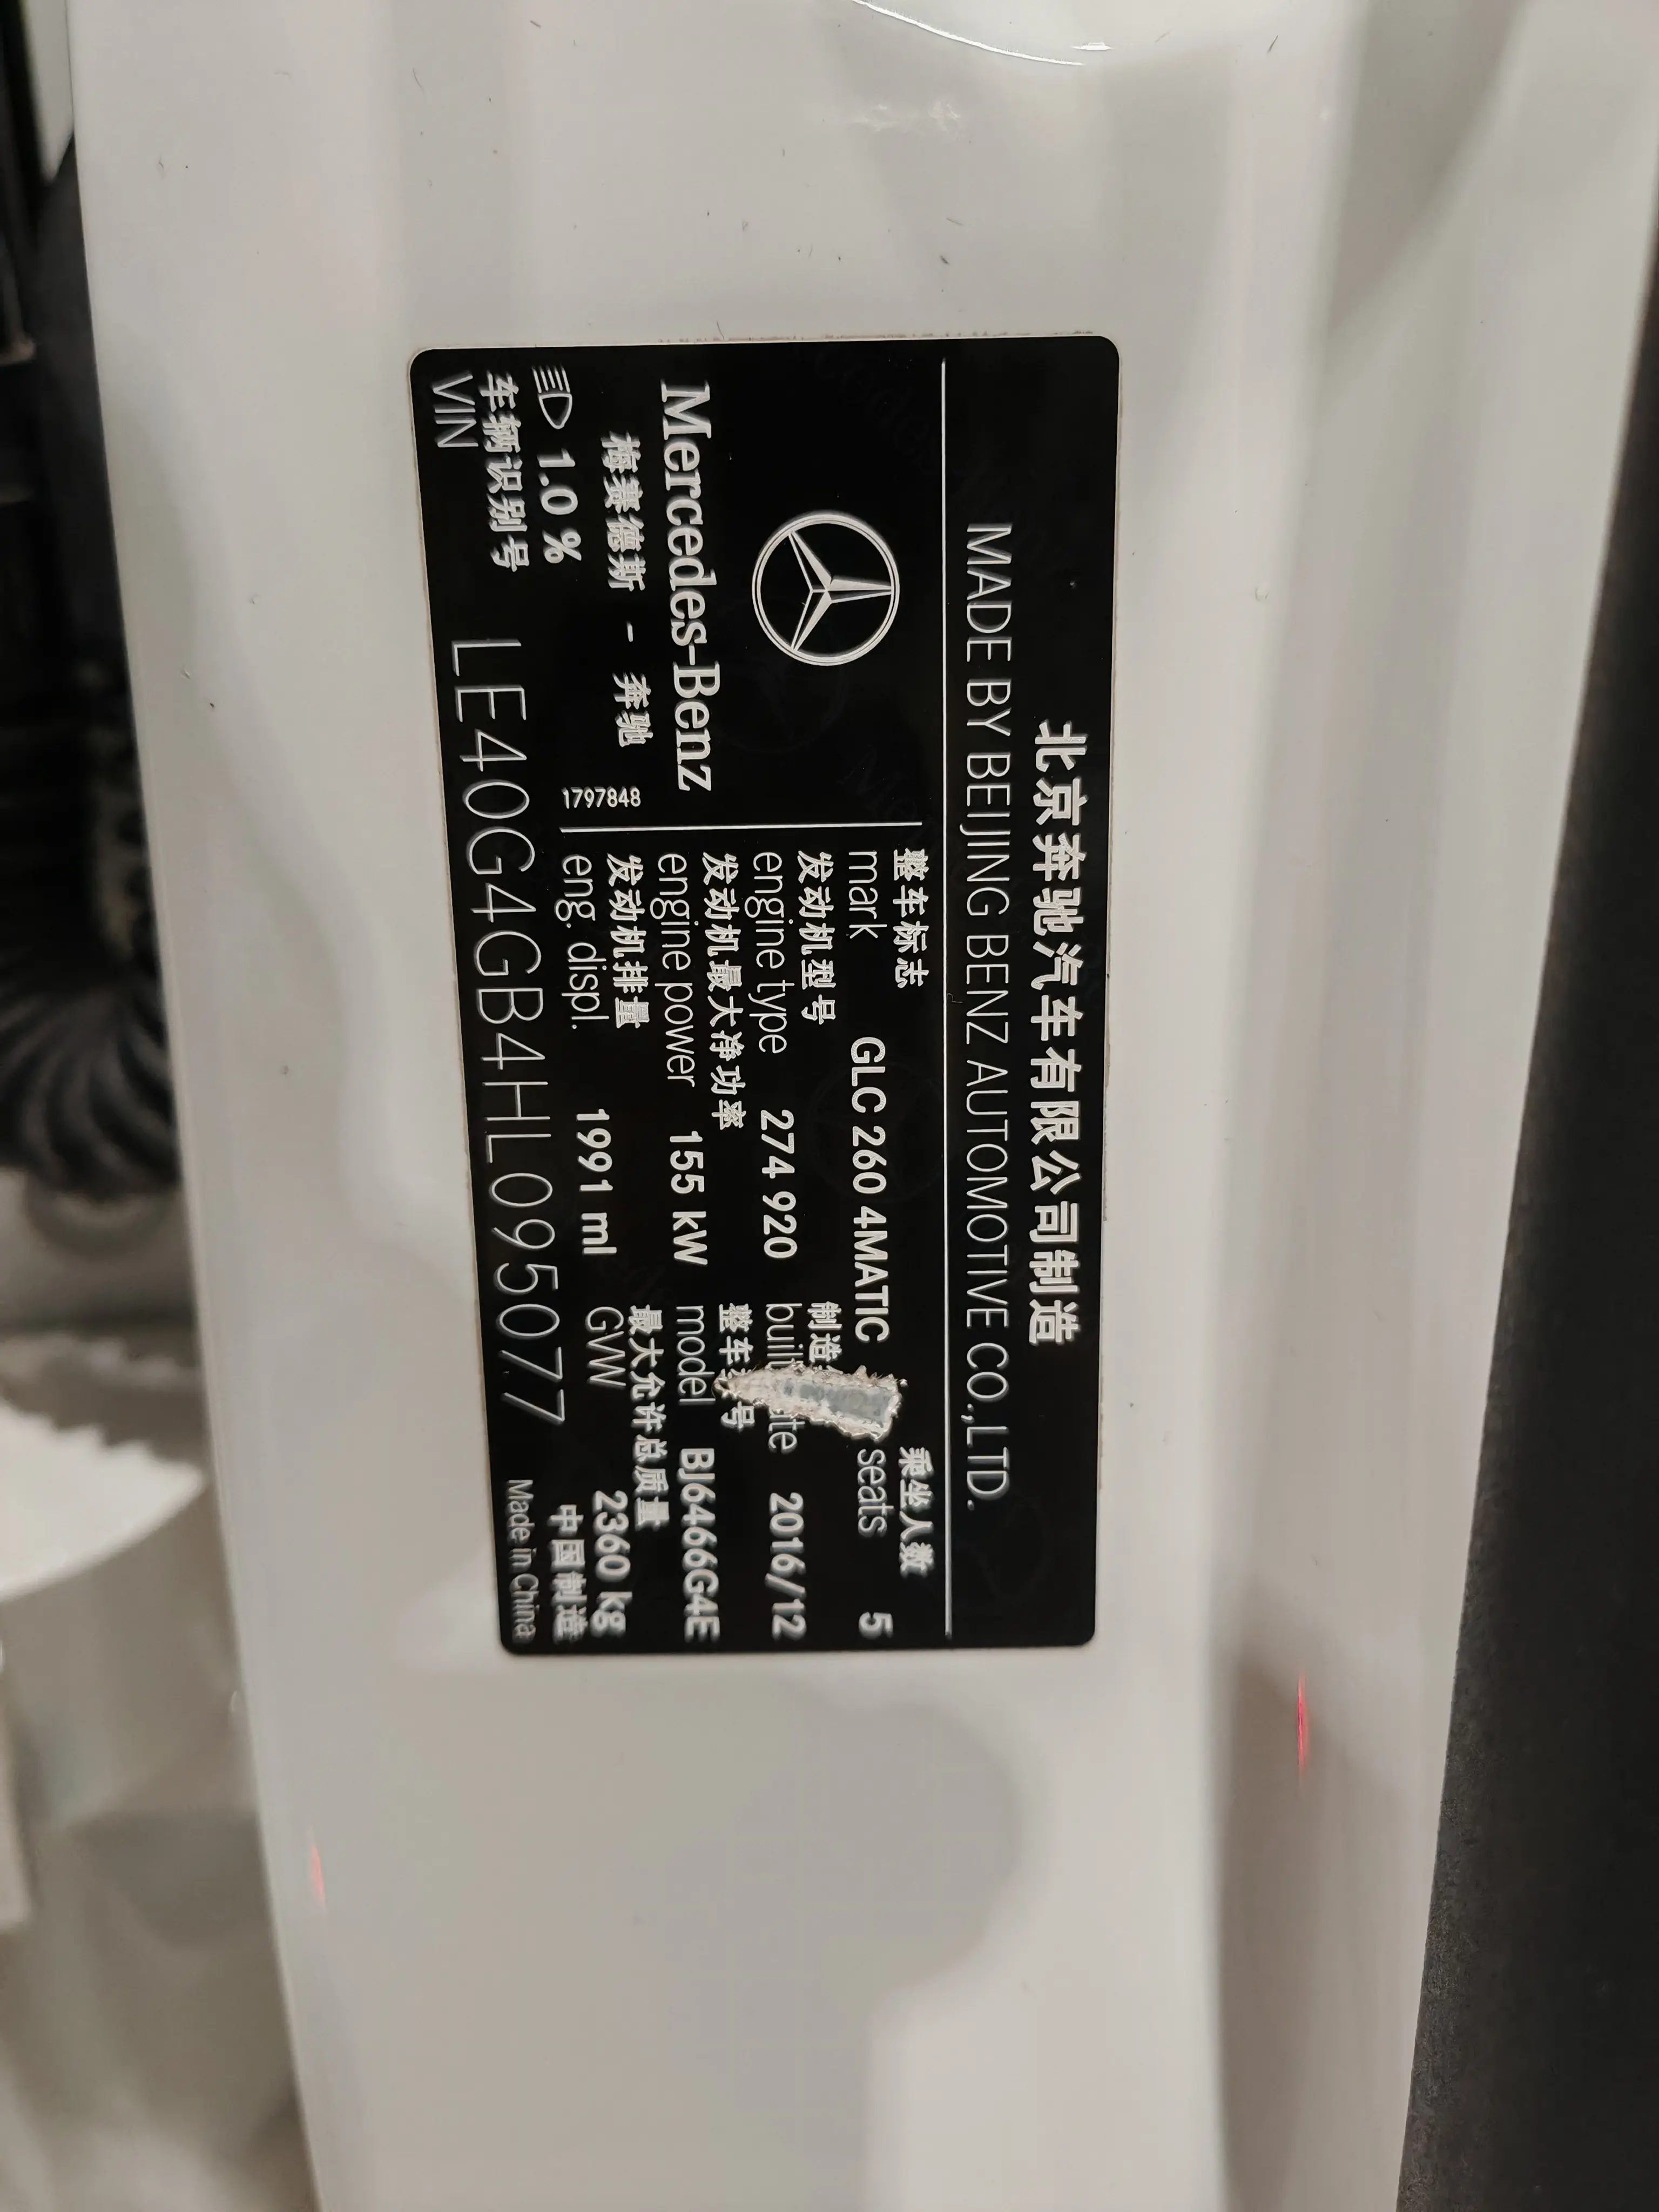 北京奔驰汽车有限公司制造
MADE BY BEIJING BENZ AUTOMOTIVE CO.,LTD.
Mercedes-Benz
梅赛德斯 - 奔驰
1.0 %
1797848
整车标志 乘坐人数
mark GLC 260 4MATIC seats 5
发动机型号 制造
engine type 274 920 2016/12
发动机最大净功率 整车 号
engine power 155 kW model BJ6466G4E
发动机排量 最大允许总质量
eng. displ. 1991 ml GVW 2360 kg
车辆识别号 中国制造
VIN LE40G4GB4HL095077 Made in China